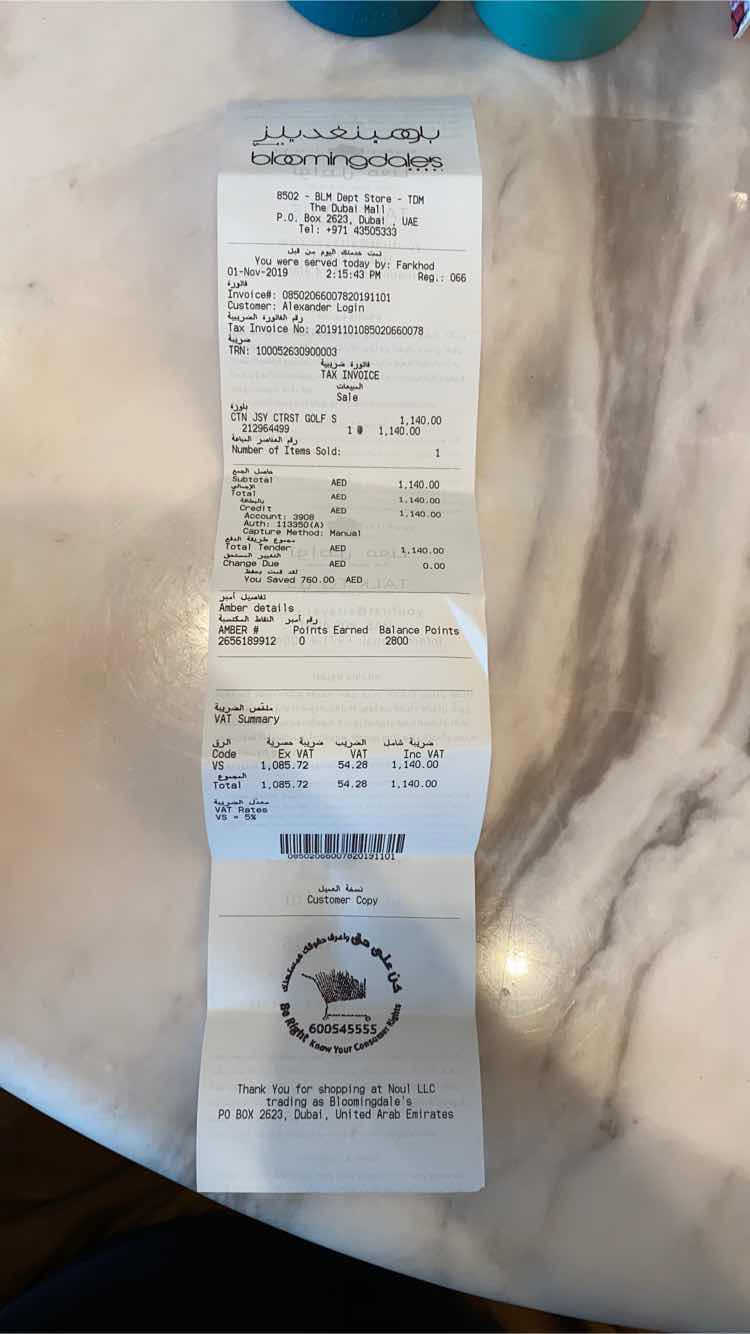 بلومينغديلز
دبي
bloomingdale's
DUBAI
8502 - BLM Dept Store - TDM
The Dubai Mall
P.O. Box 2623, Dubai , UAE
Tel: +971 43505333
تمت خدمتك اليوم من قبل
You were served today by: Farkhod
01-Nov-2019 2:15:43 PM Reg.: 066
فاتورة
Invoice#: 08502066007820191101
Customer: Alexander Login
رقم الفاتورة الضريبية
Tax Invoice No: 20191101085020660078
ضريبة
TRN: 100052630900003
فاتورة ضريبية
TAX INVOICE
المبيعات
Sale
بلوزة
CTN JSY CTRST GOLF S 1,140.00
212964499 1 @ 1,140.00
رقم العناصر المباعة
Number of Items Sold: 1
حاصل الجمع
Subtotal AED 1,140.00
الإجمالي
Total AED 1,140.00
بالبطاقة
Credit AED 1,140.00
Account: 3908
Auth: 113350(A)
Capture Method: Manual
مجموع طريقة الدفع
Total Tender AED 1,140.00
التغيير المستحق
Change Due AED 0.00
لقد قمت بحفظ
You Saved 760.00 AED
تفاصيل أمبر
Amber details
رقم أمبر النقاط المكتسبة
AMBER # Points Earned Balance Points
2656189912 0 2800
ملخص الضريبة
VAT Summary
الرق ضريبة حصرية الضريب ضريبة شامل
Code Ex VAT VAT Inc VAT
VS 1,085.72 54.28 1,140.00
المجموع
Total 1,085.72 54.28 1,140.00
معدل الضريبة
VAT Rates
VS = 5%
08502066007820191101
نسخة العميل
Customer Copy
كن على حق واعرف حقوقك كمستهلك
600545555
Be Right Know Your Consumer Rights
Thank You for shopping at Noul LLC
trading as Bloomingdale's
PO BOX 2623, Dubai, United Arab Emirates